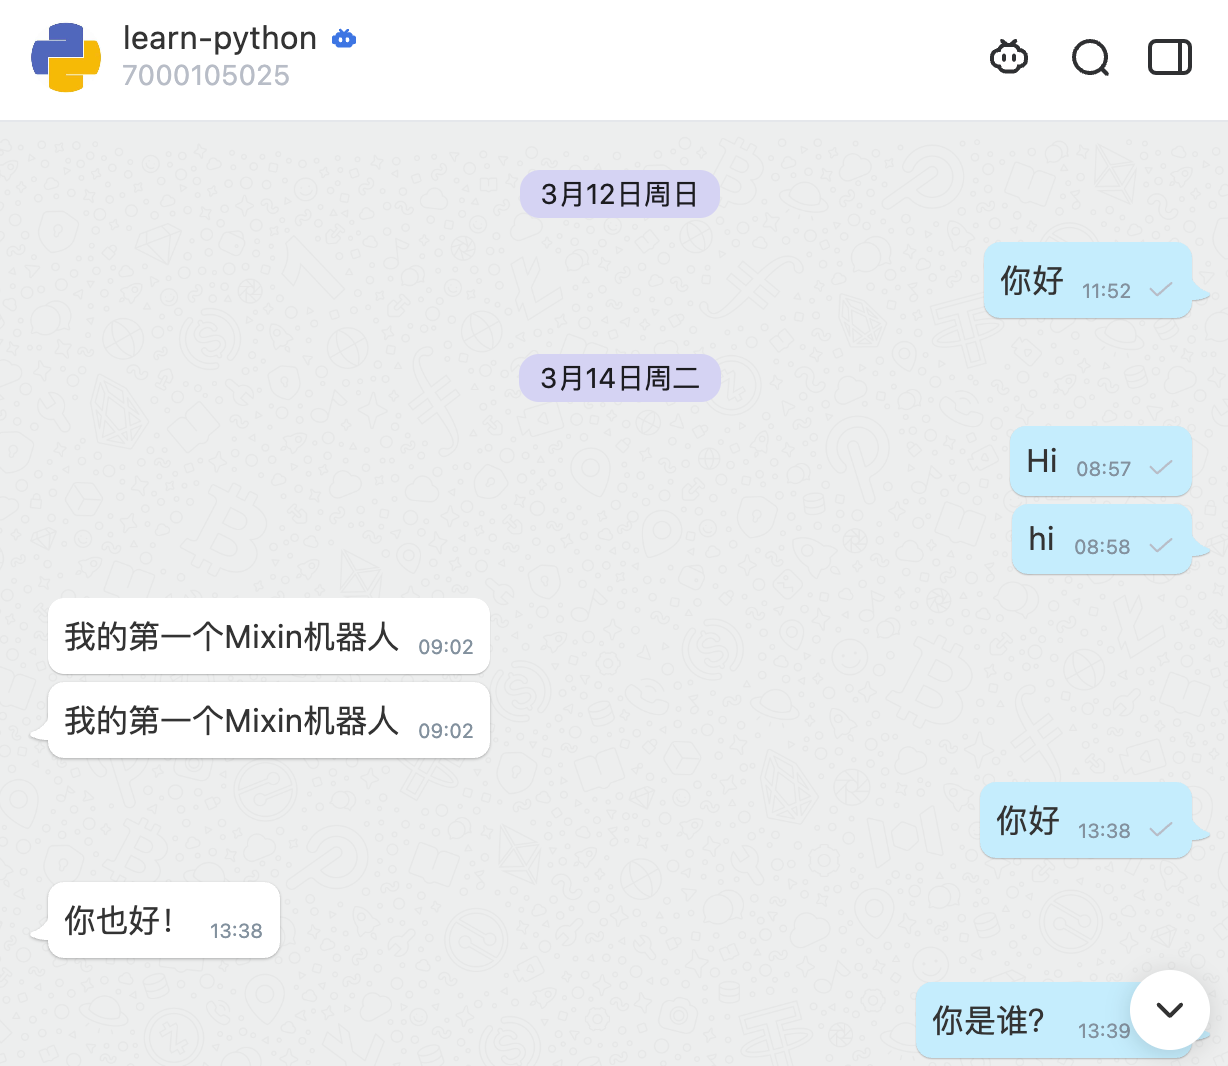 learn-python
7000105025
3月12日周日
你好 11:52
3月14日周二
Hi 08:57
hi 08:58
我的第一个Mixin机器人 09:02
我的第一个Mixin机器人 09:02
你好 13:38
你也好！ 13:38
你是谁? 13:39